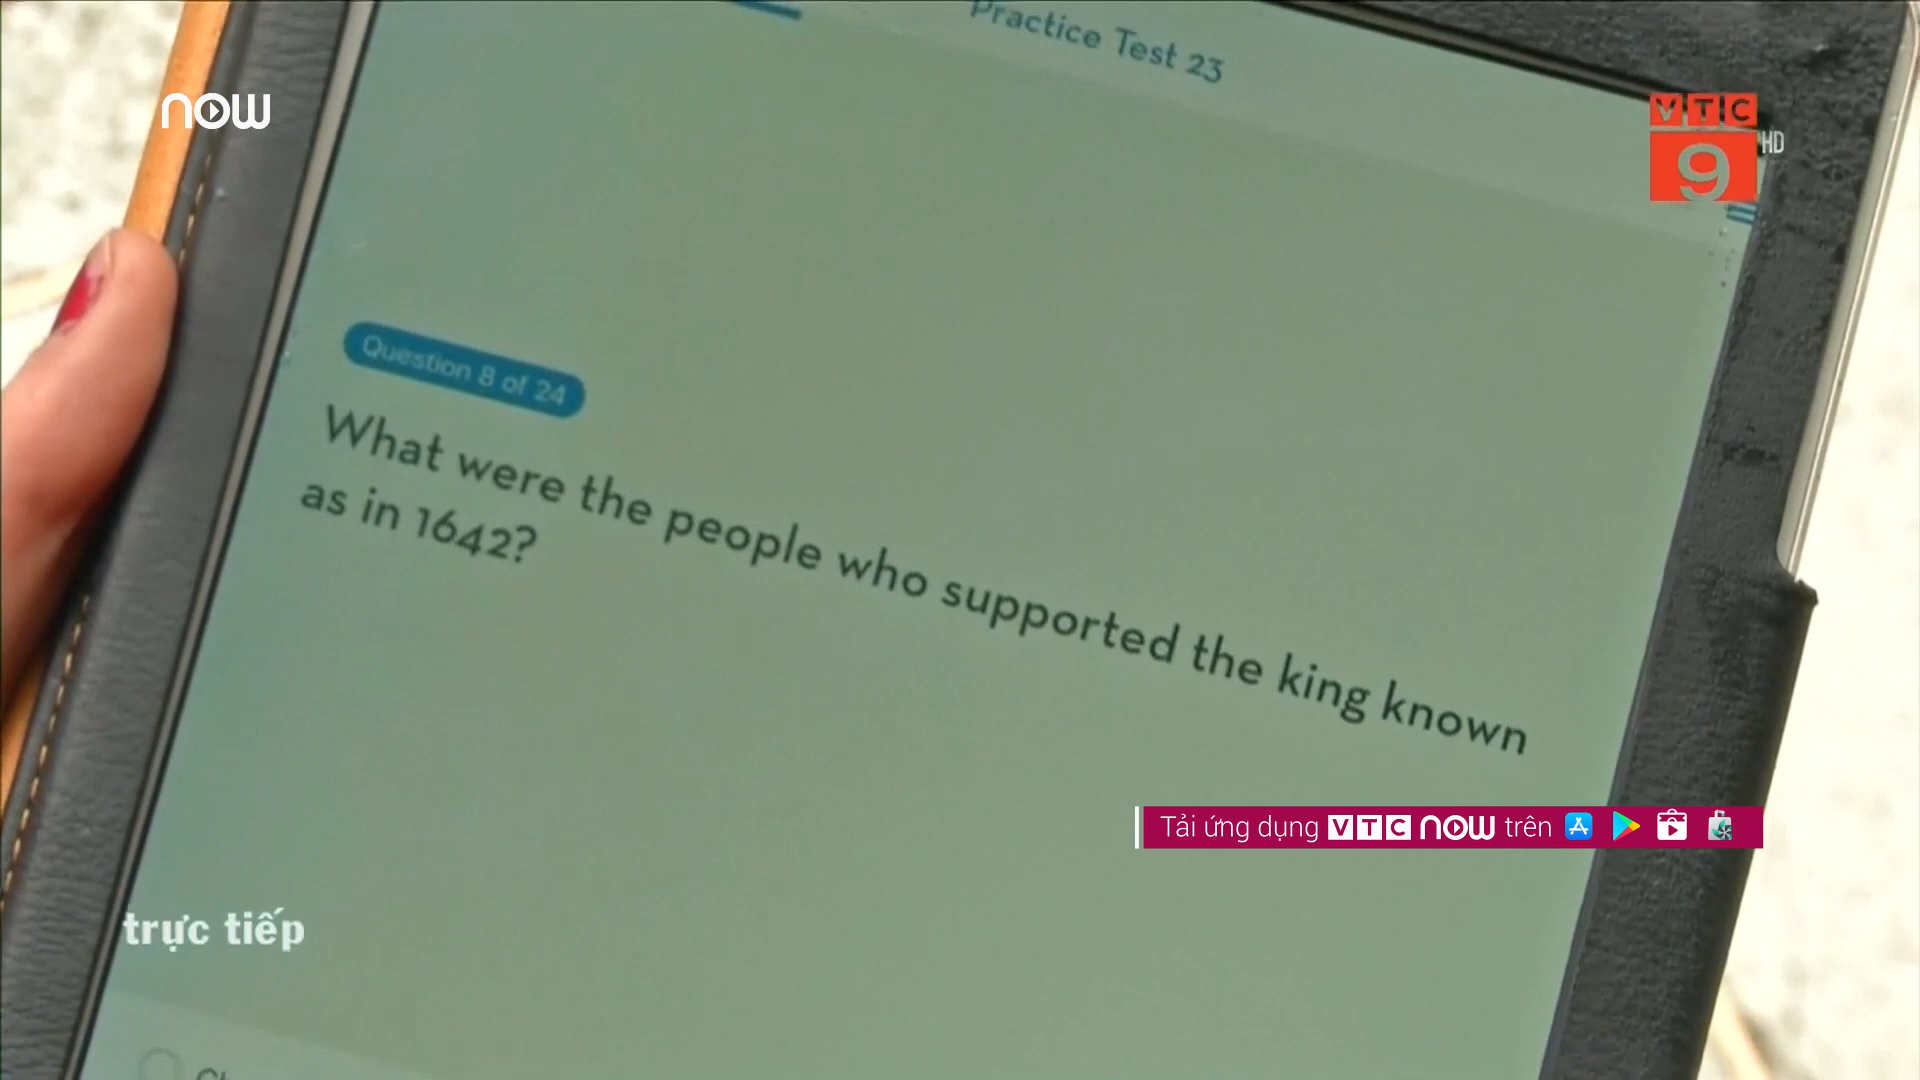 Practice Test 23
now
VTC
9
HD
Question 8 of 24
What were the people who supported the king known
as in 1642?
Tải ứng dụng VTC now trên
trực tiếp